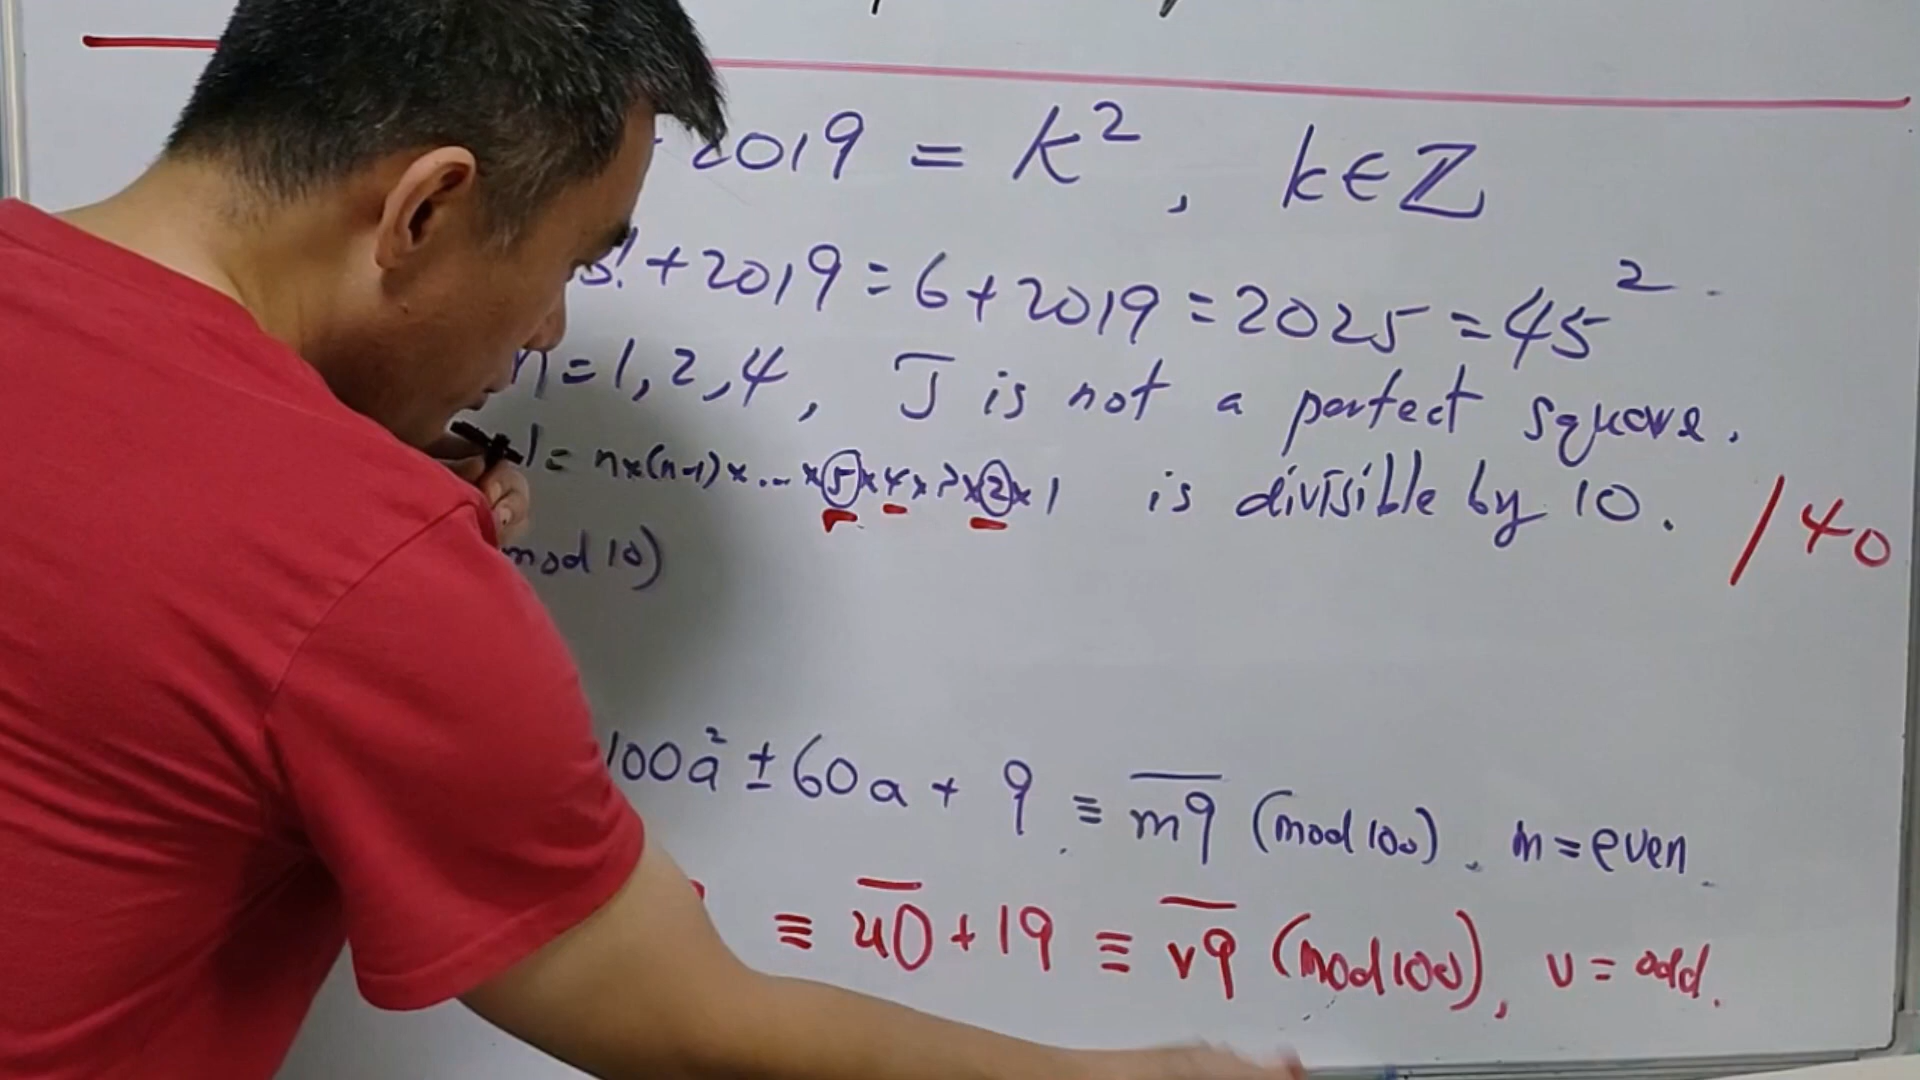 2019 = k², k∈ℤ
3! + 2019 = 6 + 2019 = 2025 = 45².
n = 1, 2, 4, J is not a perfect square.
! = n×(n-1)×...×5×4×3×2×1 is divisible by 10. /40
mod 10)
100a² ± 60a + 9 ≡ m9 (mod 100). m = even.
≡ u0 + 19 ≡ v9 (mod 100), v = odd.